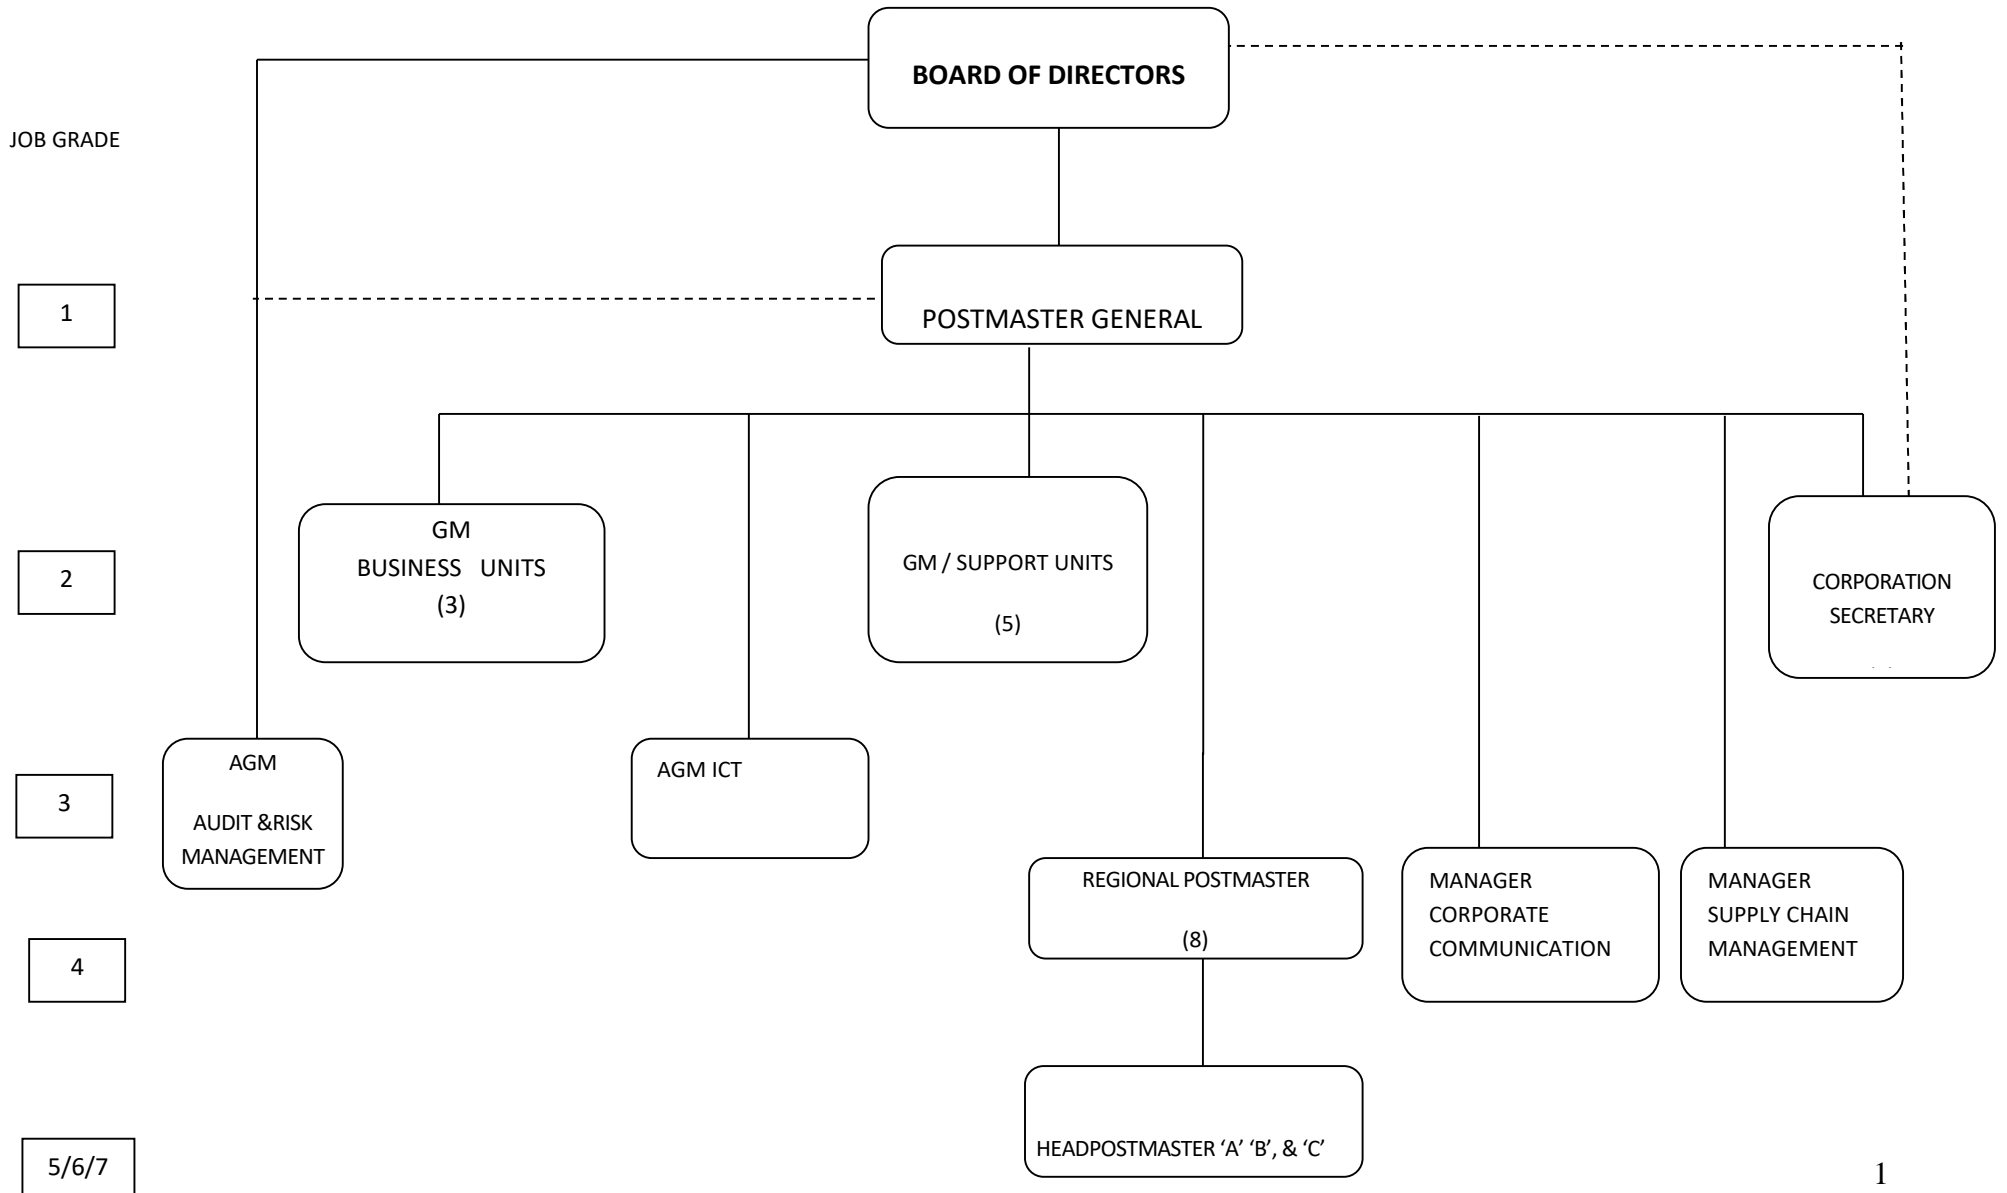 BOARD OF DIRECTORS
JOB GRADE
1
POSTMASTER GENERAL
2
GM
BUSINESS UNITS
(3)
GM / SUPPORT UNITS
(5)
CORPORATION
SECRETARY
3
AGM
AUDIT &RISK
MANAGEMENT
AGM ICT
4
REGIONAL POSTMASTER
(8)
MANAGER
CORPORATE
COMMUNICATION
MANAGER
SUPPLY CHAIN
MANAGEMENT
5/6/7
HEADPOSTMASTER ‘A’ ‘B’, & ‘C’
1